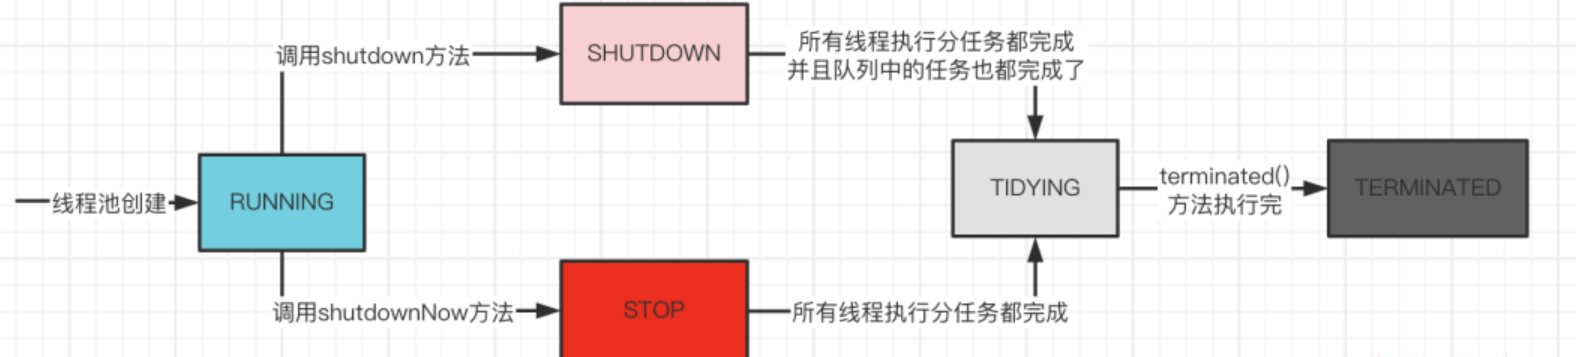 调用shutdown方法
SHUTDOWN
所有线程执行分任务都完成
并且队列中的任务也都完成了
线程池创建
RUNNING
TIDYING
terminated()
方法执行完
TERMINATED
调用shutdownNow方法
STOP
所有线程执行分任务都完成